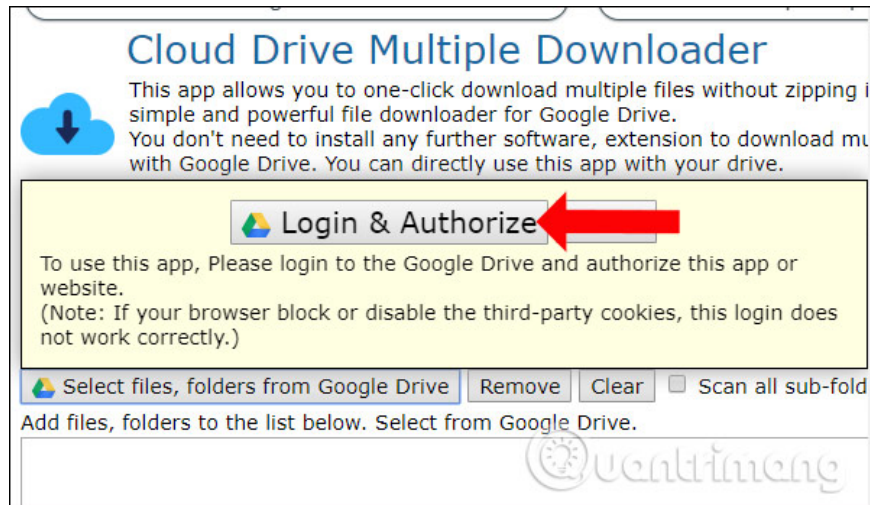 Cloud Drive Multiple Downloader
This app allows you to one-click download multiple files without zipping i
simple and powerful file downloader for Google Drive.
You don't need to install any further software, extension to download mu
with Google Drive. You can directly use this app with your drive.
Login & Authorize
To use this app, Please login to the Google Drive and authorize this app or
website.
(Note: If your browser block or disable the third-party cookies, this login does
not work correctly.)
Select files, folders from Google Drive Remove Clear Scan all sub-fold
Add files, folders to the list below. Select from Google Drive.
Quantrimang